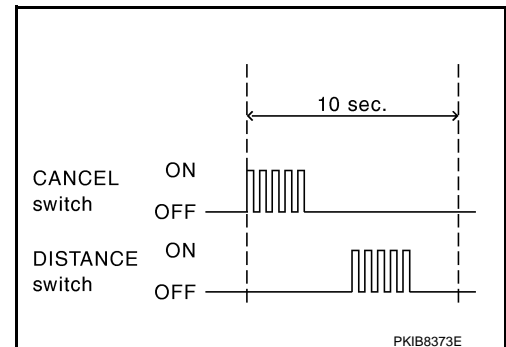 10 sec.
CANCEL switch
ON
OFF
DISTANCE switch
ON
OFF
PKIB8373E